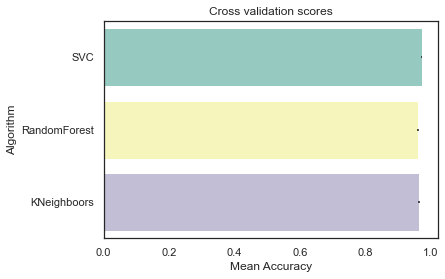 Cross validation scores
SVC
RandomForest
KNeighboors
Algorithm
0.0 0.2 0.4 0.6 0.8 1.0
Mean Accuracy